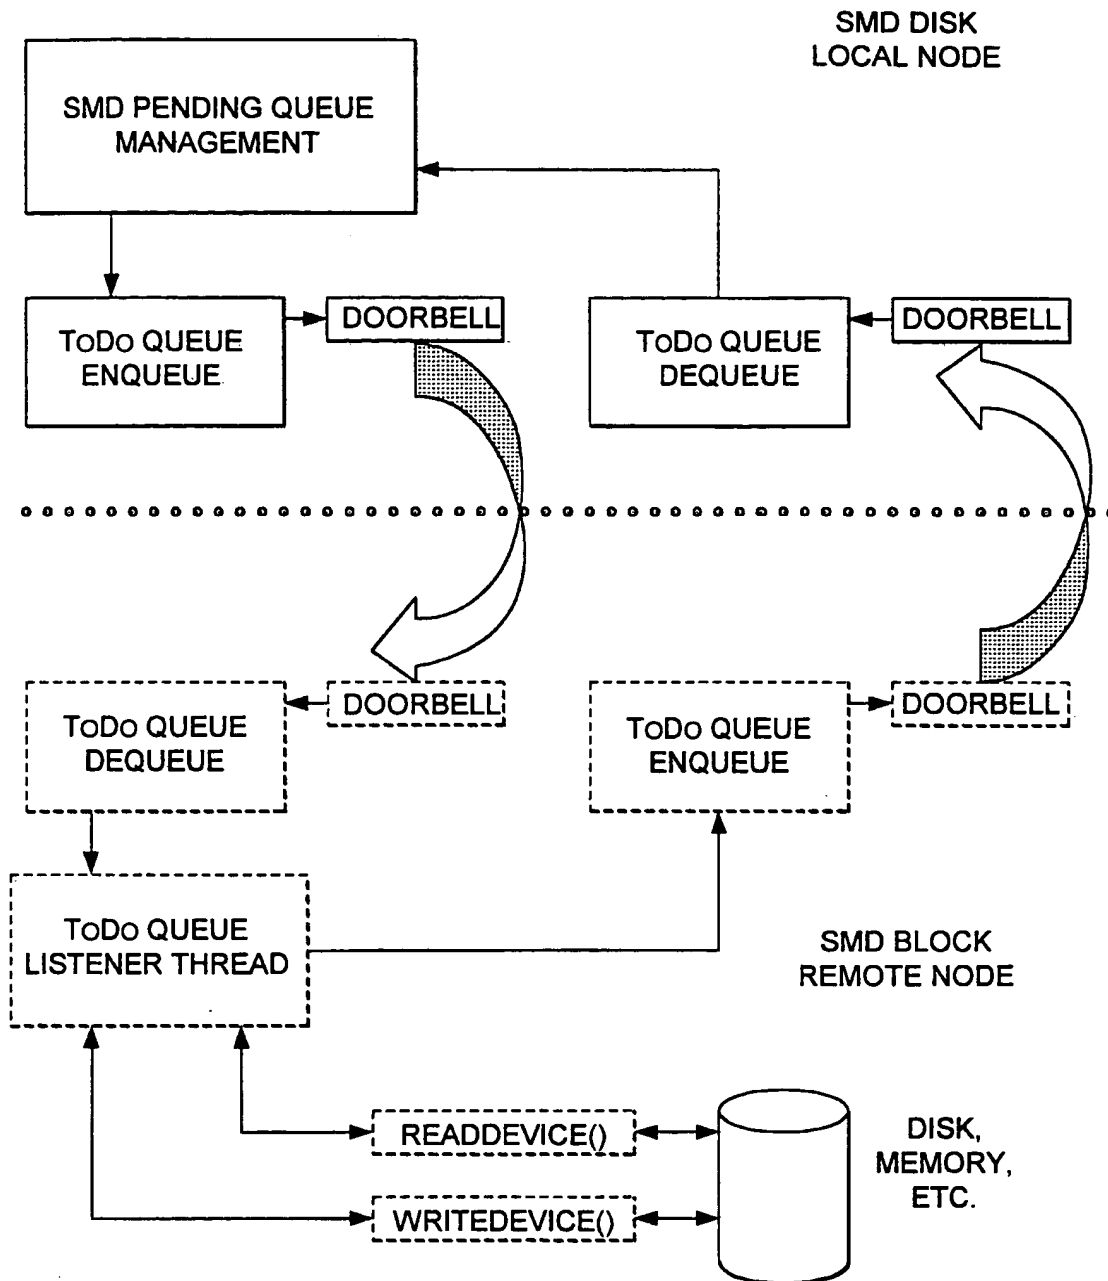 SMD DISK
LOCAL NODE
SMD PENDING QUEUE
MANAGEMENT
ToDo QUEUE
ENQUEUE
DOORBELL
ToDo QUEUE
DEQUEUE
DOORBELL
ToDo QUEUE
DEQUEUE
DOORBELL
ToDo QUEUE
ENQUEUE
DOORBELL
ToDo QUEUE
LISTENER THREAD
SMD BLOCK
REMOTE NODE
READDEVICE()
WRITEDEVICE()
DISK,
MEMORY,
ETC.